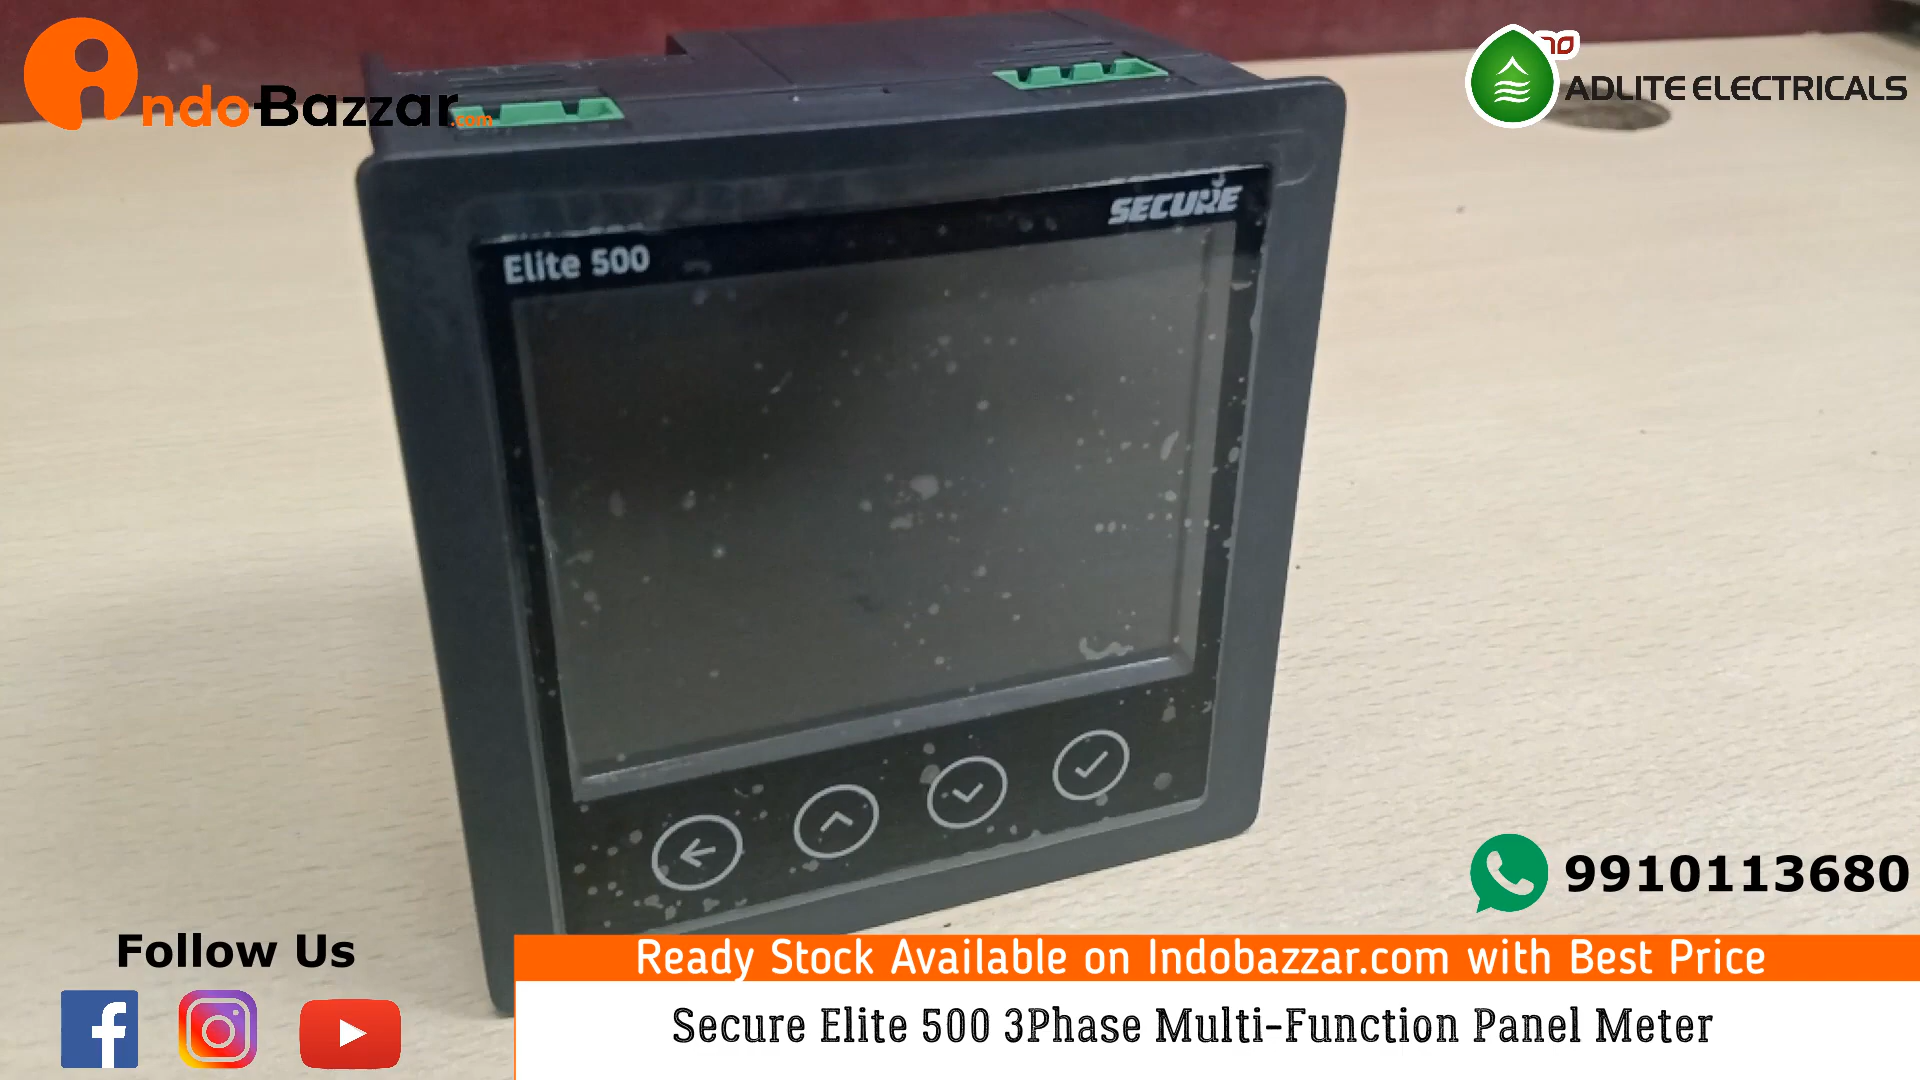 indoBazzar
.com
no
ADLITE ELECTRICALS
SECURE
Elite 500
9910113680
Follow Us
Ready Stock Available on Indobazzar.com with Best Price
Secure Elite 500 3Phase Multi-Function Panel Meter